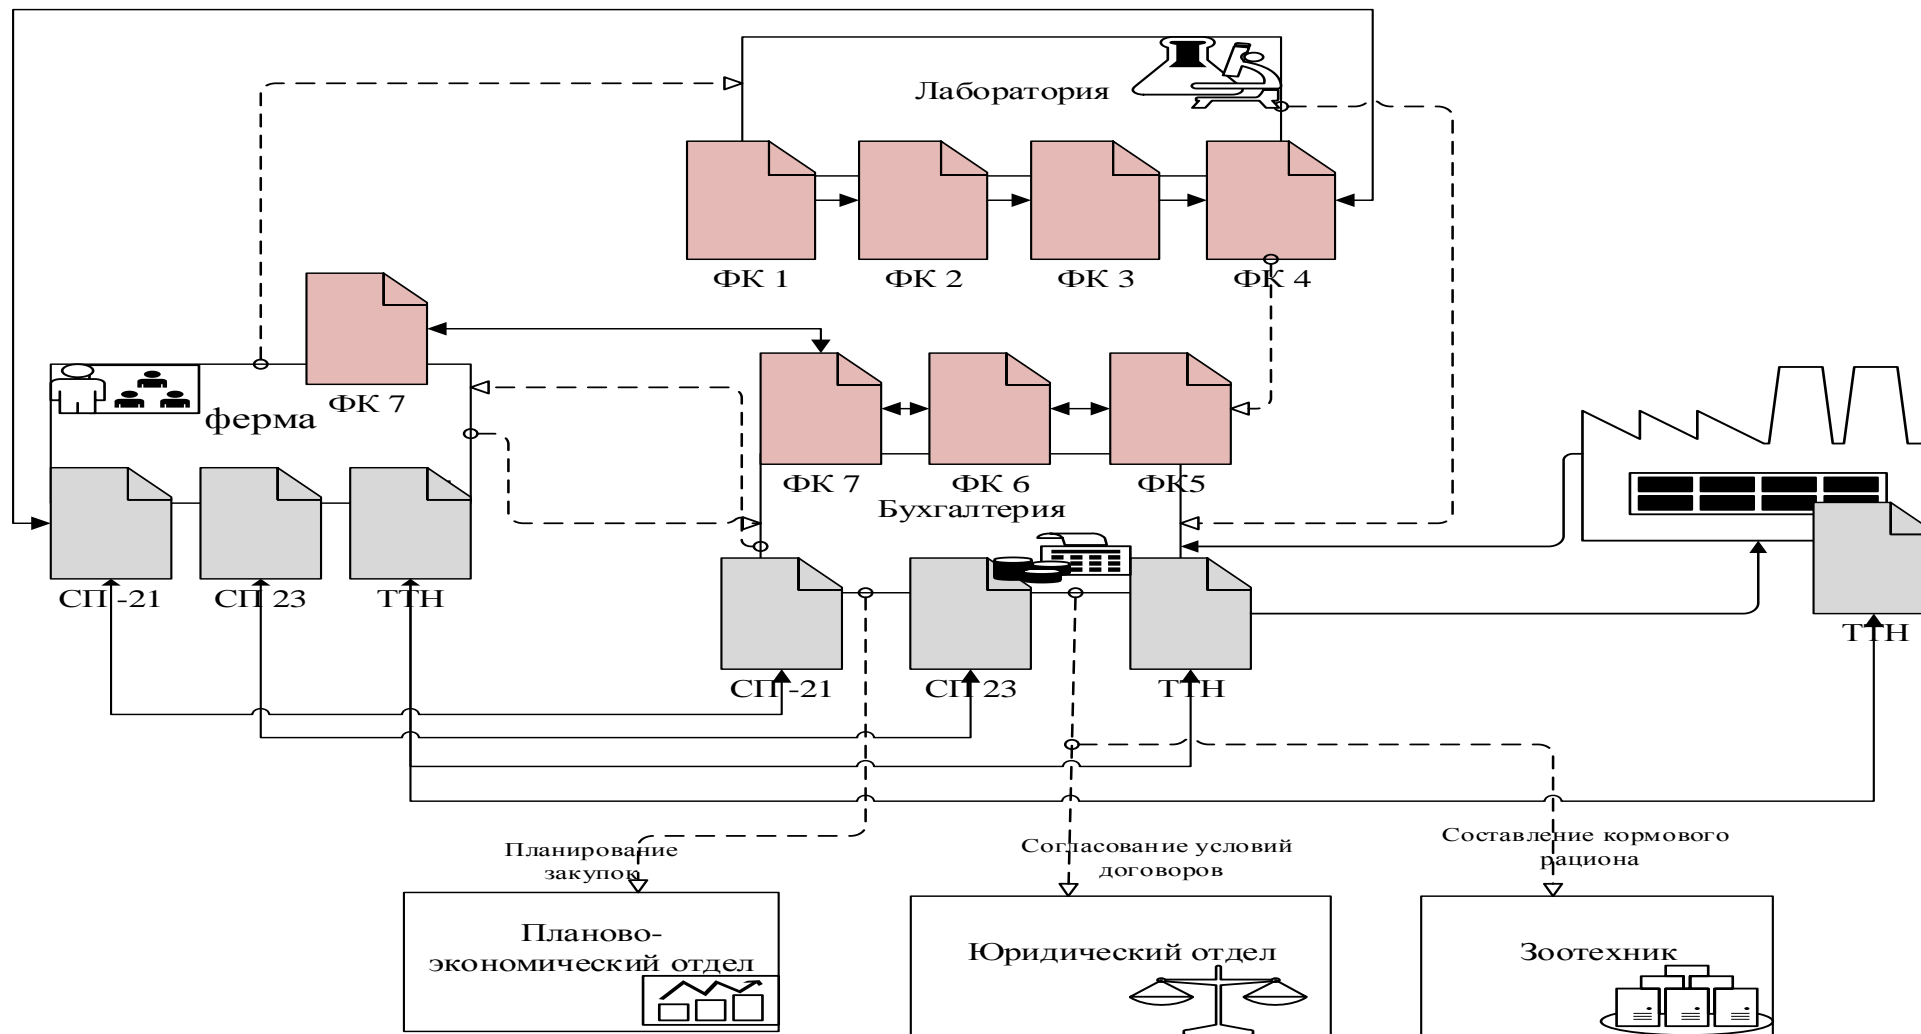 Лаборатория
ФК 1
ФК 2
ФК 3
ФК 4
ФК 7
ферма
СП -21
СП 23
ТТН
ФК 7
ФК 6
ФК5
Бухгалтерия
СП -21
СП 23
ТТН
ТТН
Планирование
закупок
Согласование условий
договоров
Составление кормового
рациона
Планово-
экономический отдел
Юридический отдел
Зоотехник